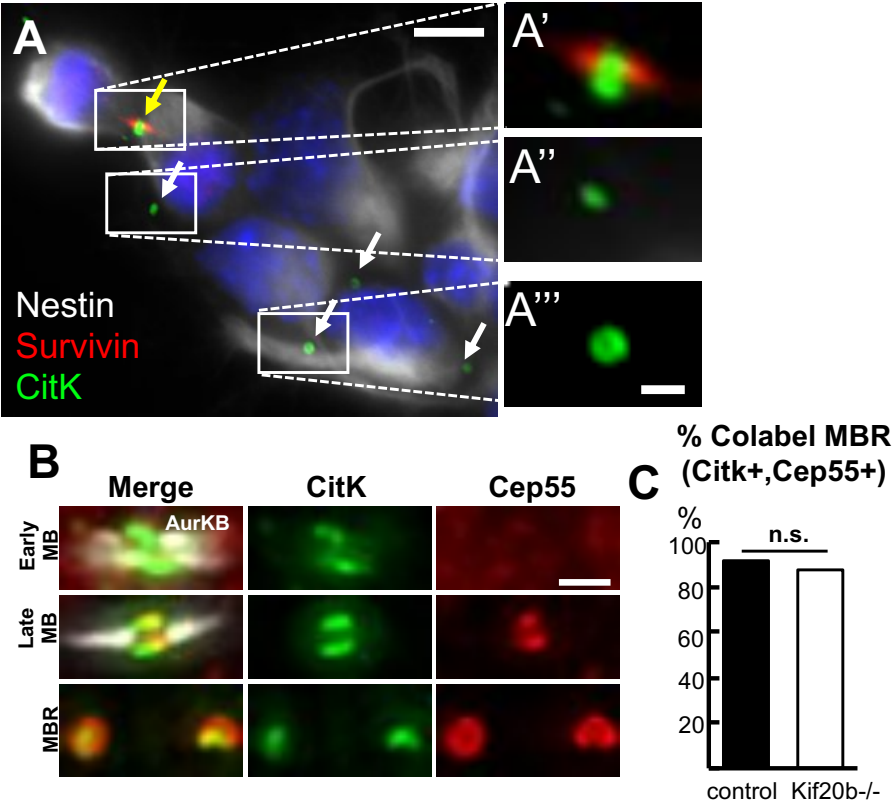 A
Nestin
Survivin
CitK
A'
A''
A'''
B
Merge
CitK
Cep55
Early MB
AurKB
Late MB
MBR
C
% Colabel MBR
(Citk+,Cep55+)
%
n.s.
100
80
60
40
20
control Kif20b-/-